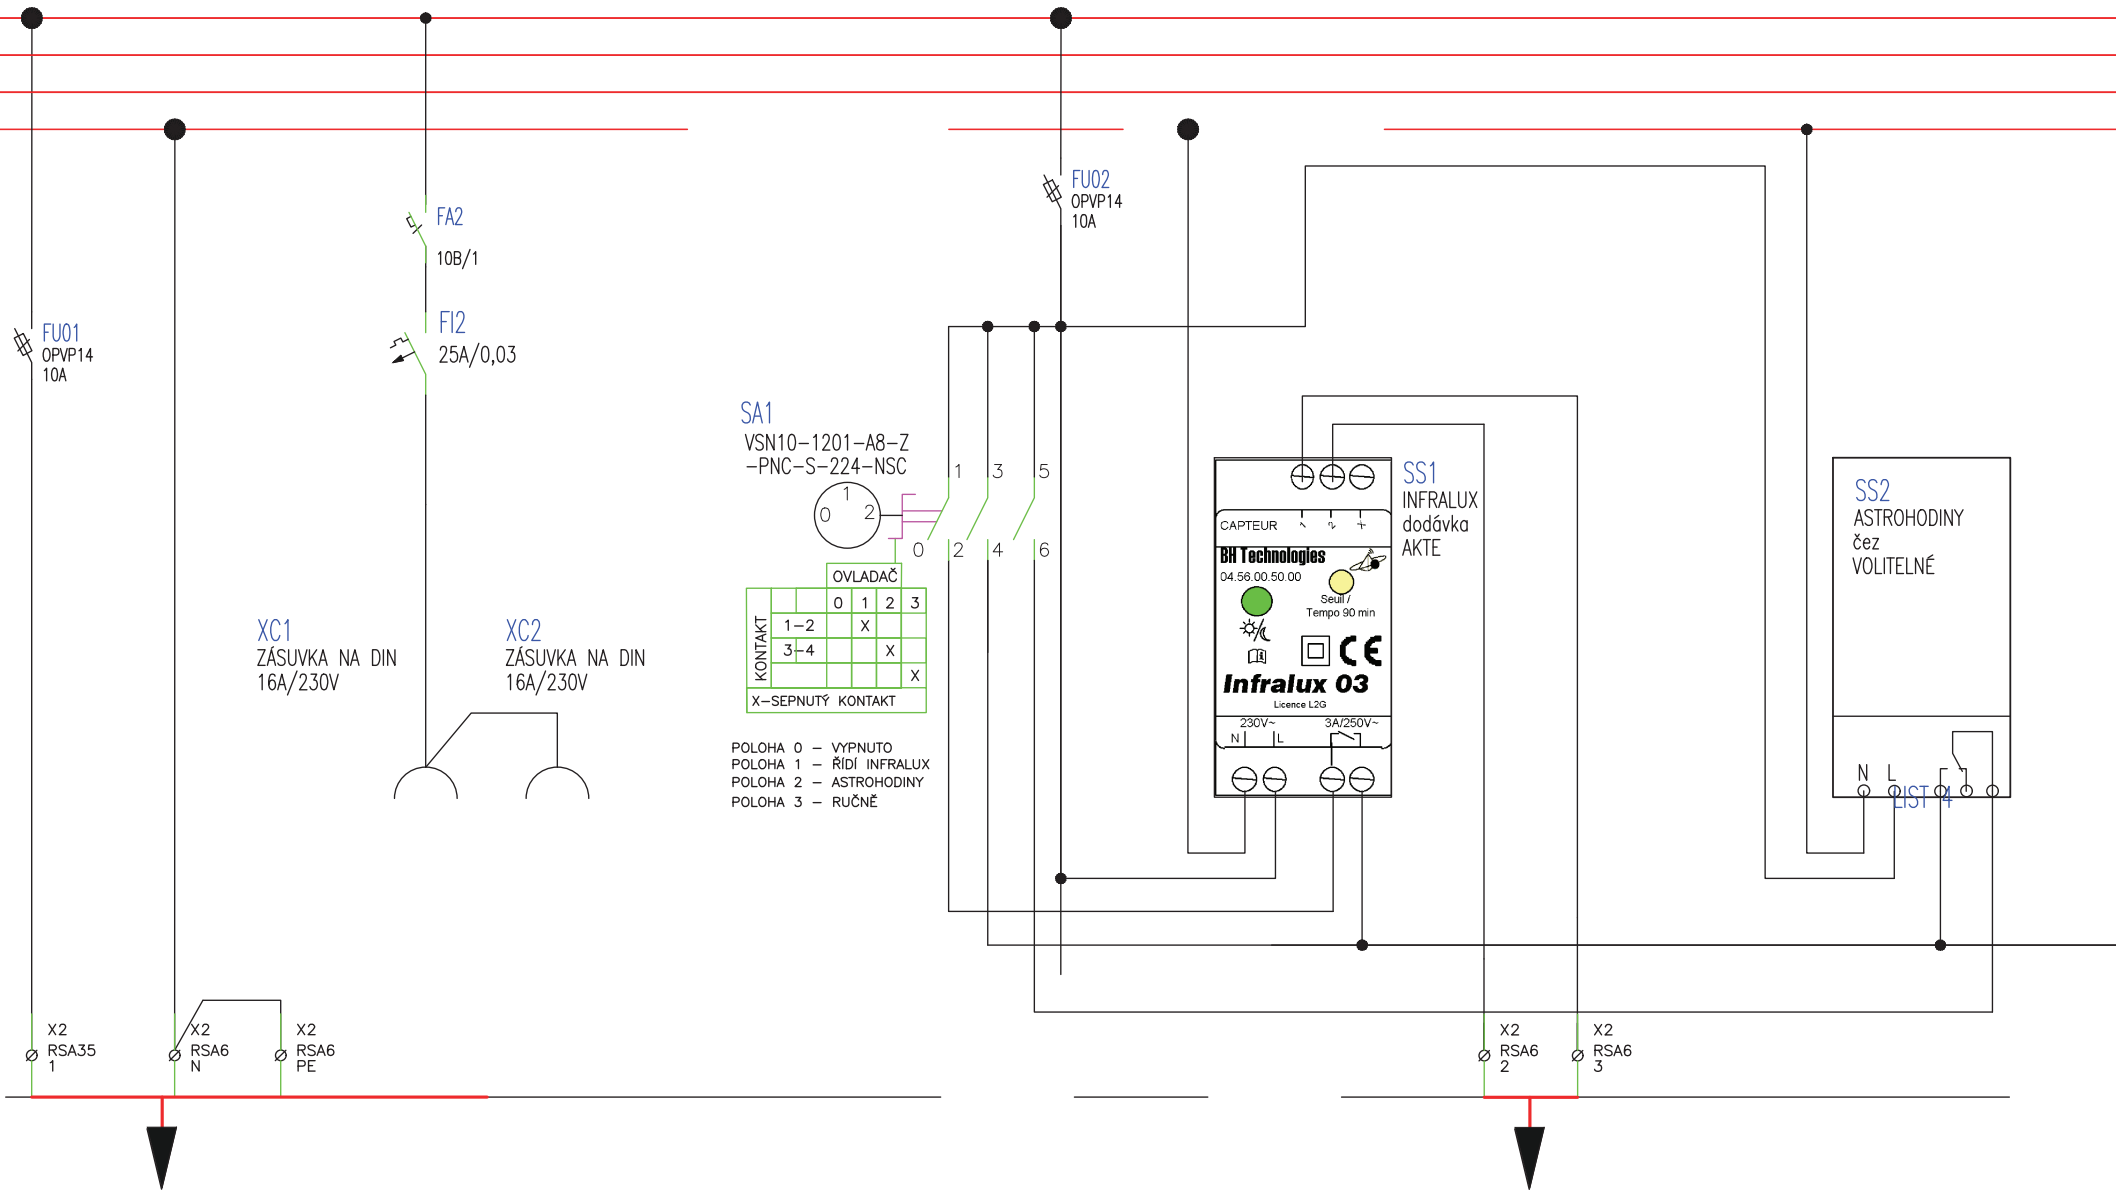 FU01
OPVP14
10A
FA2
10B/1
FI2
25A/0,03
XC1
ZÁSUVKA NA DIN
16A/230V
XC2
ZÁSUVKA NA DIN
16A/230V
FU02
OPVP14
10A
SA1
VSN10-1201-A8-Z
-PNC-S-224-NSC
1
0 2
1 3 5
0 2 4 6
OVLADAČ
0 1 2 3
KONTAKT
1-2 X
3-4 X
X
X-SEPNUTÝ KONTAKT
POLOHA 0 - VYPNUTO
POLOHA 1 - ŘÍDÍ INFRALUX
POLOHA 2 - ASTROHODINY
POLOHA 3 - RUČNĚ
SS1
INFRALUX
dodávka
AKTE
CAPTEUR 1 2
BH Technologies
04.56.00.50.00
Seuil /
Tempo 90 min
CE
Infralux 03
Licence L2G
230V~ 3A/250V~
N L
SS2
ASTROHODINY
čez
VOLITELNÉ
N L
LIST 4
X2
RSA35
1
X2
RSA6
N
X2
RSA6
PE
X2
RSA6
2
X2
RSA6
3